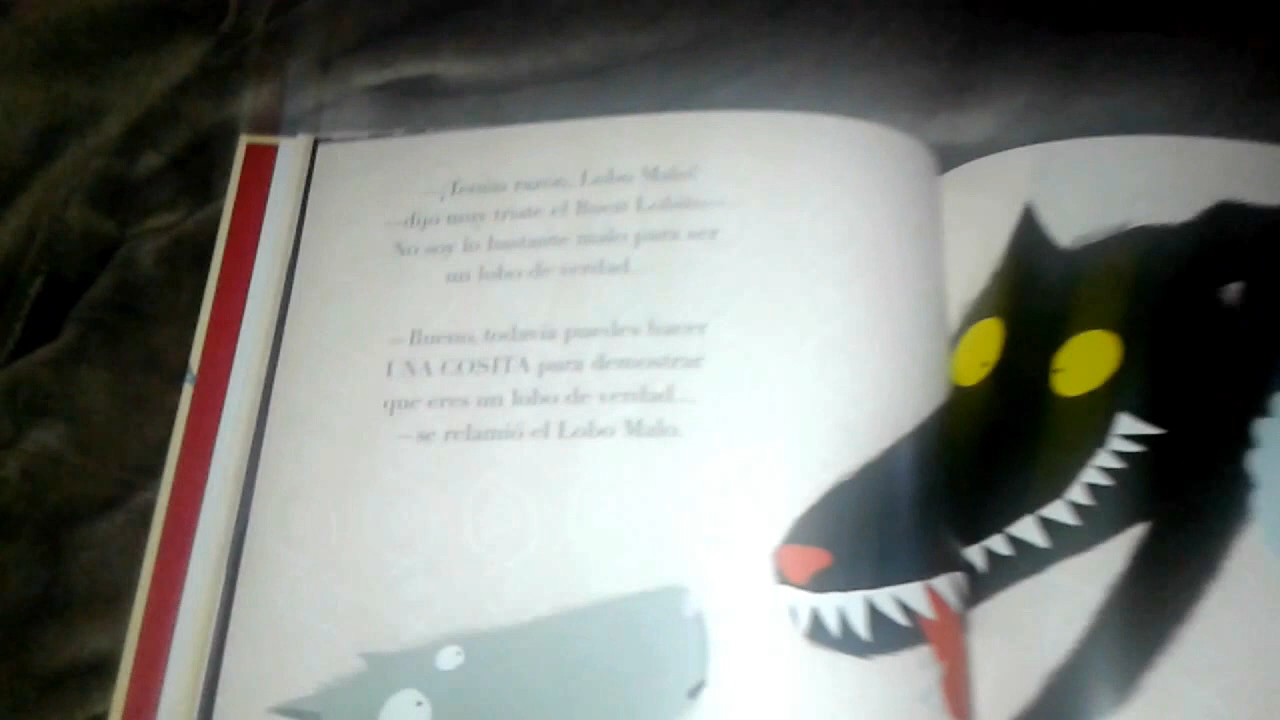 —¡Tenías razón, Lobo Malo!
—dijo muy triste el Buen Lobito—.
No soy lo bastante malo para ser
un lobo de verdad...
—Bueno, todavía puedes hacer
UNA COSITA para demostrar
que eres un lobo de verdad...
—se relamió el Lobo Malo.